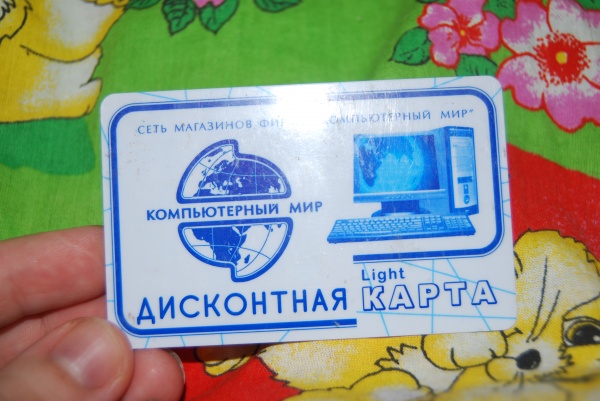 СЕТЬ МАГАЗИНОВ МИР"
КОМПЬЮТЕРНЫЙ МИР
Light
ДИСКОНТНАЯ КАРТА